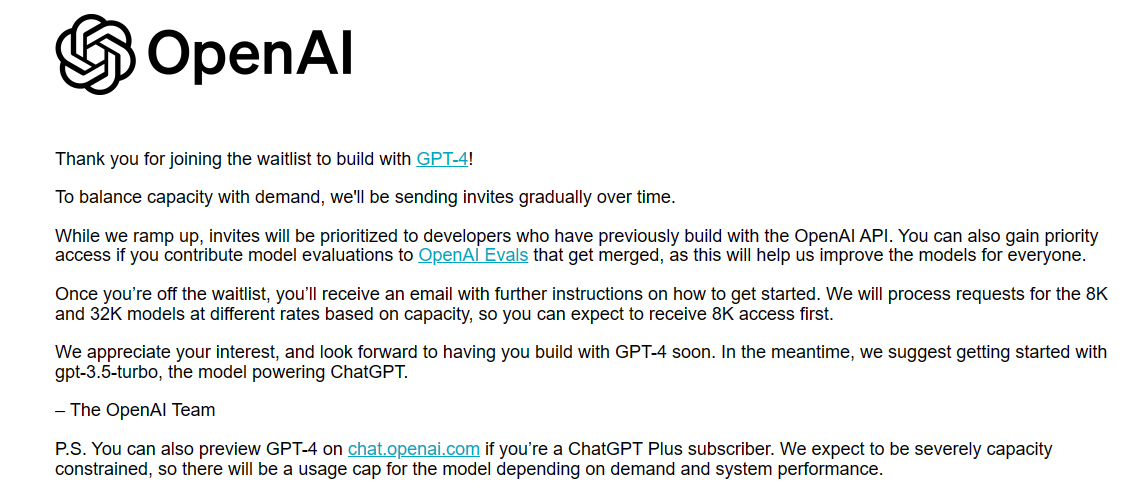 OpenAI
Thank you for joining the waitlist to build with GPT-4!
To balance capacity with demand, we'll be sending invites gradually over time.
While we ramp up, invites will be prioritized to developers who have previously build with the OpenAI API. You can also gain priority
access if you contribute model evaluations to OpenAI Evals that get merged, as this will help us improve the models for everyone.
Once you’re off the waitlist, you’ll receive an email with further instructions on how to get started. We will process requests for the 8K
and 32K models at different rates based on capacity, so you can expect to receive 8K access first.
We appreciate your interest, and look forward to having you build with GPT-4 soon. In the meantime, we suggest getting started with
gpt-3.5-turbo, the model powering ChatGPT.
– The OpenAI Team
P.S. You can also preview GPT-4 on chat.openai.com if you’re a ChatGPT Plus subscriber. We expect to be severely capacity
constrained, so there will be a usage cap for the model depending on demand and system performance.